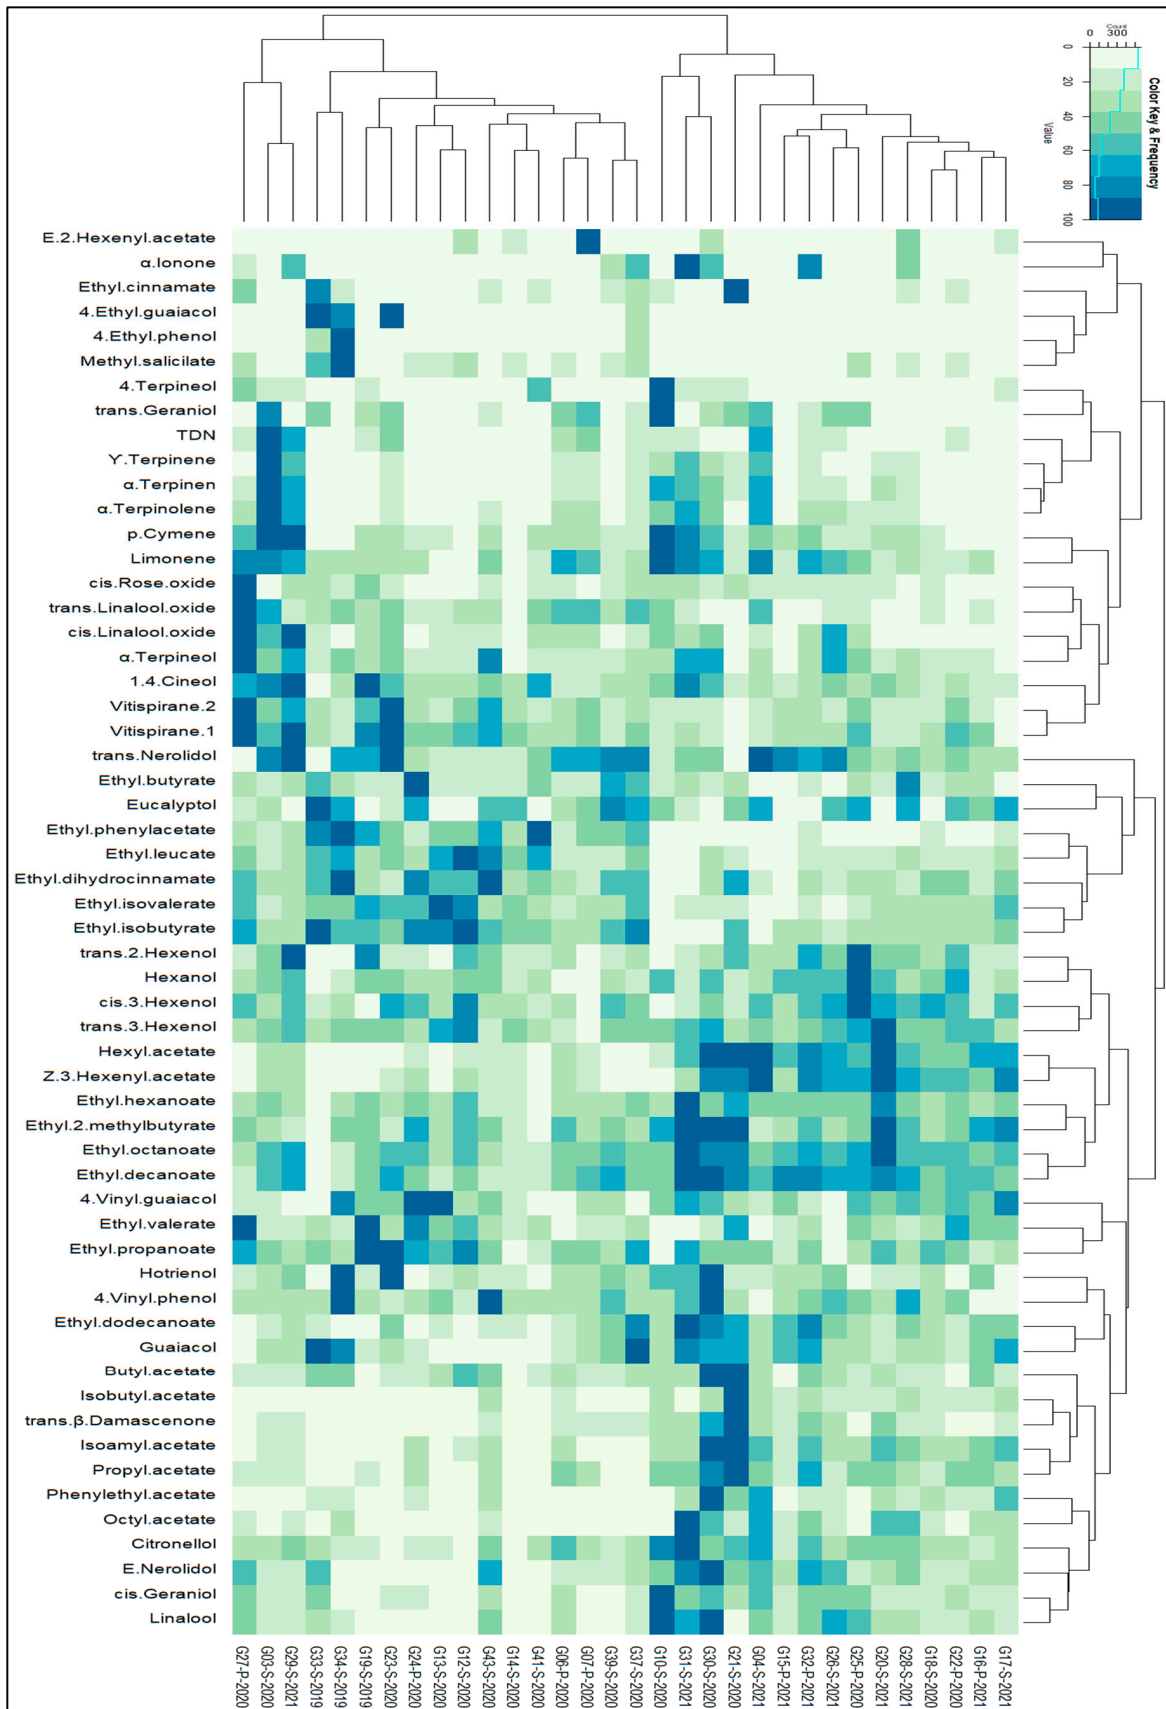 Color Key & Frequency
Count
0 300
0
20
40
60
80
100
Value
E.2.Hexenyl.acetate
α.Ionone
Ethyl.cinnamate
4.Ethyl.guaiacol
4.Ethyl.phenol
Methyl.salicilate
4.Terpineol
trans.Geraniol
TDN
ϒ.Terpinene
α.Terpinen
α.Terpinolene
p.Cymene
Limonene
cis.Rose.oxide
trans.Linalool.oxide
cis.Linalool.oxide
α.Terpineol
1.4.Cineol
Vitispirane.2
Vitispirane.1
trans.Nerolidol
Ethyl.butyrate
Eucalyptol
Ethyl.phenylacetate
Ethyl.leucate
Ethyl.dihydrocinnamate
Ethyl.isovalerate
Ethyl.isobutyrate
trans.2.Hexenol
Hexanol
cis.3.Hexenol
trans.3.Hexenol
Hexyl.acetate
Z.3.Hexenyl.acetate
Ethyl.hexanoate
Ethyl.2.methylbutyrate
Ethyl.octanoate
Ethyl.decanoate
4.Vinyl.guaiacol
Ethyl.valerate
Ethyl.propanoate
Hotrienol
4.Vinyl.phenol
Ethyl.dodecanoate
Guaiacol
Butyl.acetate
Isobutyl.acetate
trans.β.Damascenone
Isoamyl.acetate
Propyl.acetate
Phenylethyl.acetate
Octyl.acetate
Citronellol
E.Nerolidol
cis.Geraniol
Linalool
G27-P-2020
G03-S-2020
G29-S-2021
G33-S-2019
G34-S-2019
G19-S-2020
G23-S-2020
G24-P-2020
G13-S-2020
G12-S-2020
G43-S-2020
G14-S-2020
G41-S-2020
G06-P-2020
G07-P-2020
G39-S-2020
G37-S-2020
G10-S-2020
G31-S-2021
G30-S-2021
G21-S-2020
G04-S-2021
G15-P-2021
G32-P-2021
G26-S-2021
G25-P-2020
G20-S-2021
G28-S-2021
G18-S-2020
G22-P-2020
G16-P-2021
G17-S-2021